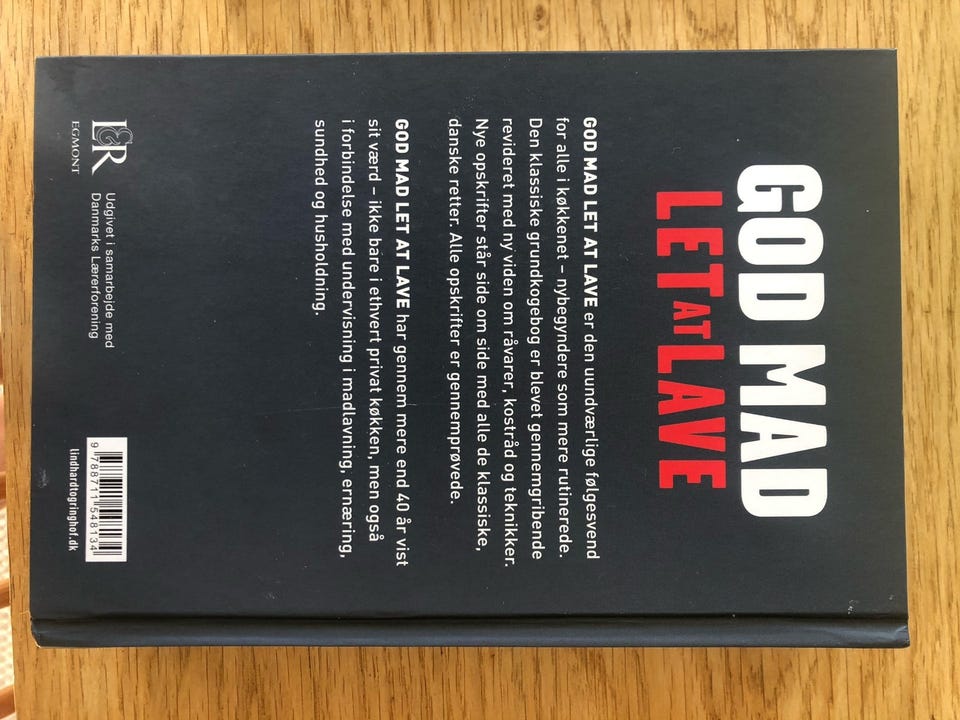 GOD MAD
LET AT LAVE
GOD MAD LET AT LAVE er den uundværlige følgesvend
for alle i køkkenet – nybegyndere som mere rutinerede.
Den klassiske grundkogebog er blevet gennemgribende
revideret med ny viden om råvarer, kostråd og teknikker.
Nye opskrifter står side om side med alle de klassiske,
danske retter. Alle opskrifter er gennemprøvede.
GOD MAD LET AT LAVE har gennem mere end 40 år vist
sit værd – ikke bare i ethvert privat køkken, men også
i forbindelse med undervisning i madlavning, ernæring,
sundhed og husholdning.
L&R
EGMONT
Udgivet i samarbejde med
Danmarks Lærerforening
9 788711 548134
lindhardtogringhof.dk